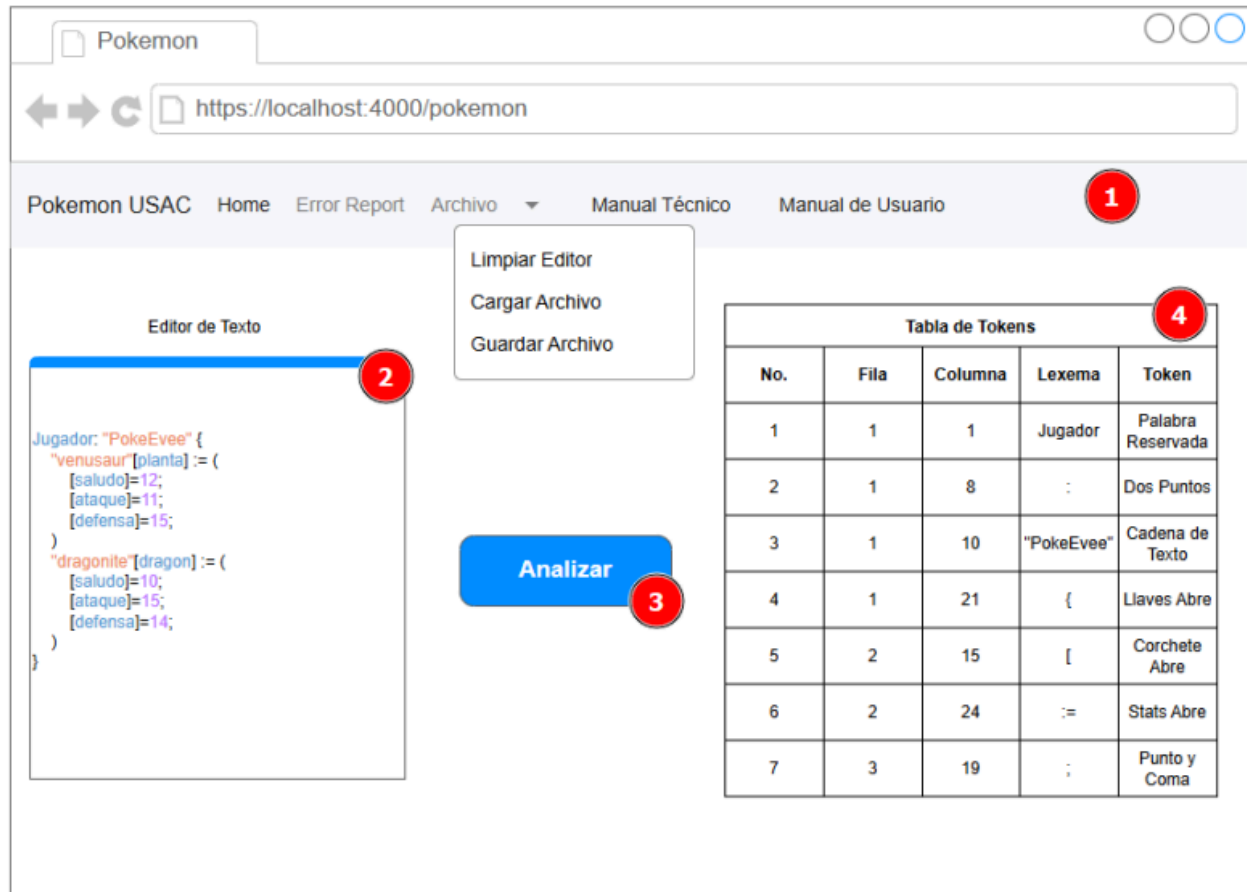 Pokemon
https://localhost:4000/pokemon
Pokemon USAC Home Error Report Archivo Manual Técnico Manual de Usuario
1
Limpiar Editor
Cargar Archivo
Guardar Archivo
Editor de Texto
2
Jugador: "PokeEvee" {
"venusaur"[planta] := (
[saludo]=12;
[ataque]=11;
[defensa]=15;
)
"dragonite"[dragon] := (
[saludo]=10;
[ataque]=15;
[defensa]=14;
)
}
Analizar
3
Tabla de Tokens
4
No. Fila Columna Lexema Token
1 1 1 Jugador Palabra Reservada
2 1 8 : Dos Puntos
3 1 10 "PokeEvee" Cadena de Texto
4 1 21 { Llaves Abre
5 2 15 [ Corchete Abre
6 2 24 := Stats Abre
7 3 19 ; Punto y Coma